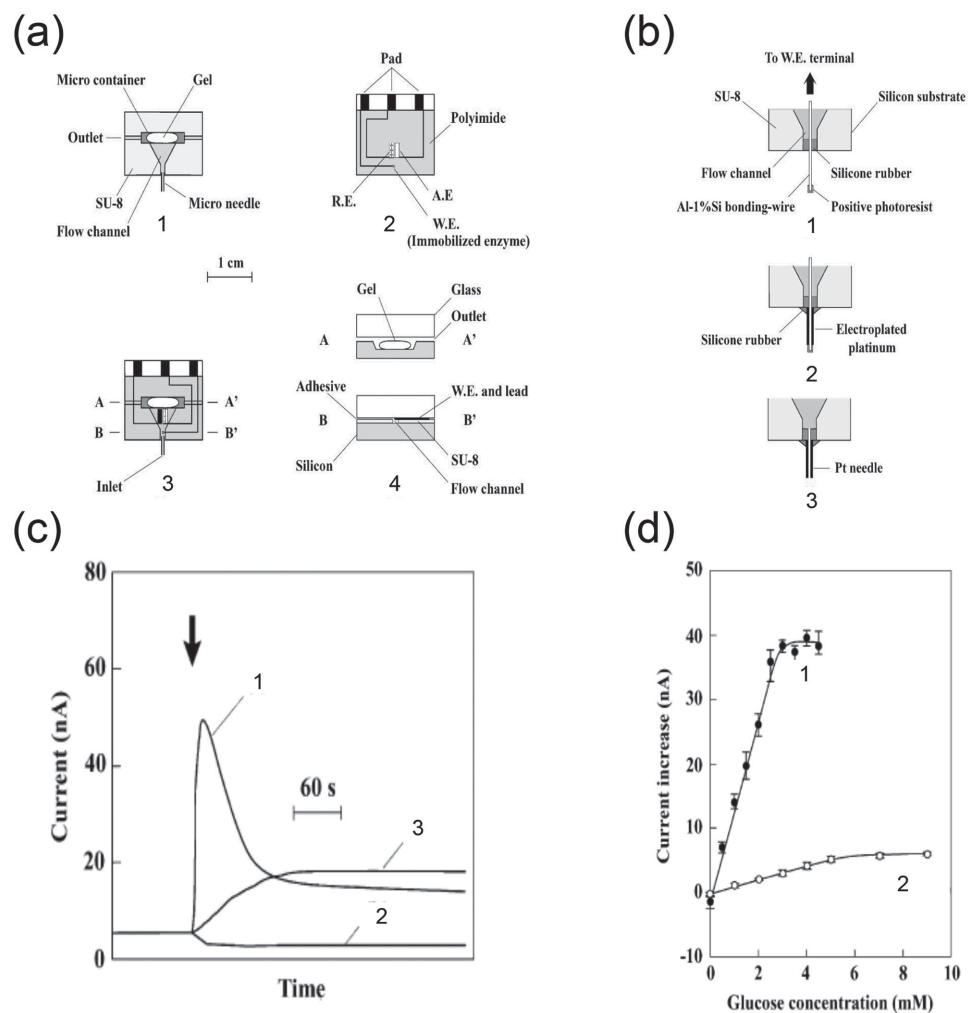 (a)
Micro container
Gel
Outlet
SU-8
Flow channel
Micro needle
1
Pad
Polyimide
R.E.
A.E
W.E.
(Immobilized enzyme)
2
1 cm
A
A'
B
B'
Inlet
3
Gel
Glass
Outlet
A
A'
Adhesive
W.E. and lead
B
B'
Silicon
SU-8
Flow channel
4
(b)
To W.E. terminal
SU-8
Silicon substrate
Flow channel
Silicone rubber
Al-1%Si bonding-wire
Positive photoresist
1
Silicone rubber
Electroplated
platinum
2
Pt needle
3
(c)
80
60
40
20
0
Current (nA)
Time
1
60 s
3
2
(d)
50
40
30
20
10
0
-10
Current increase (nA)
1
2
0 2 4 6 8 10
Glucose concentration (mM)